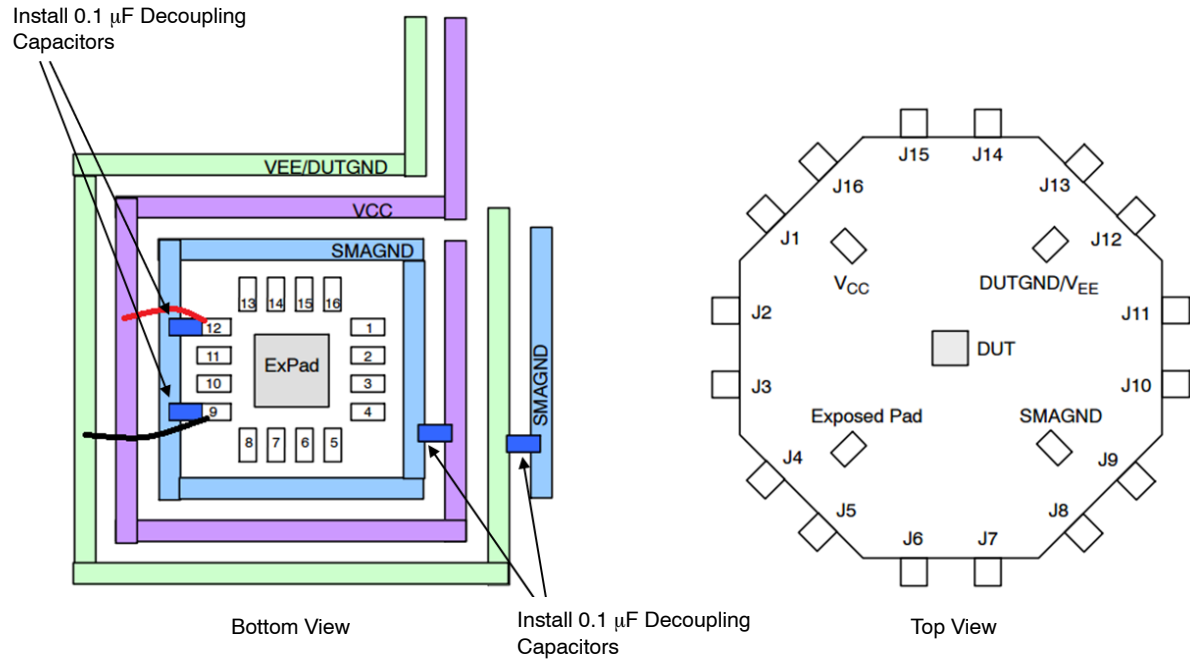 Install 0.1 µF Decoupling
Capacitors
VEE/DUTGND
VCC
SMAGND
13 14 15 16
12
11
10
9
ExPad
1
2
3
4
8 7 6 5
SMAGND
Install 0.1 µF Decoupling
Capacitors
Bottom View
J15 J14
J16 J13
J1 J12
VCC DUTGND/VEE
J2 J11
DUT
J3 J10
Exposed Pad SMAGND
J4 J9
J5 J8
J6 J7
Top View